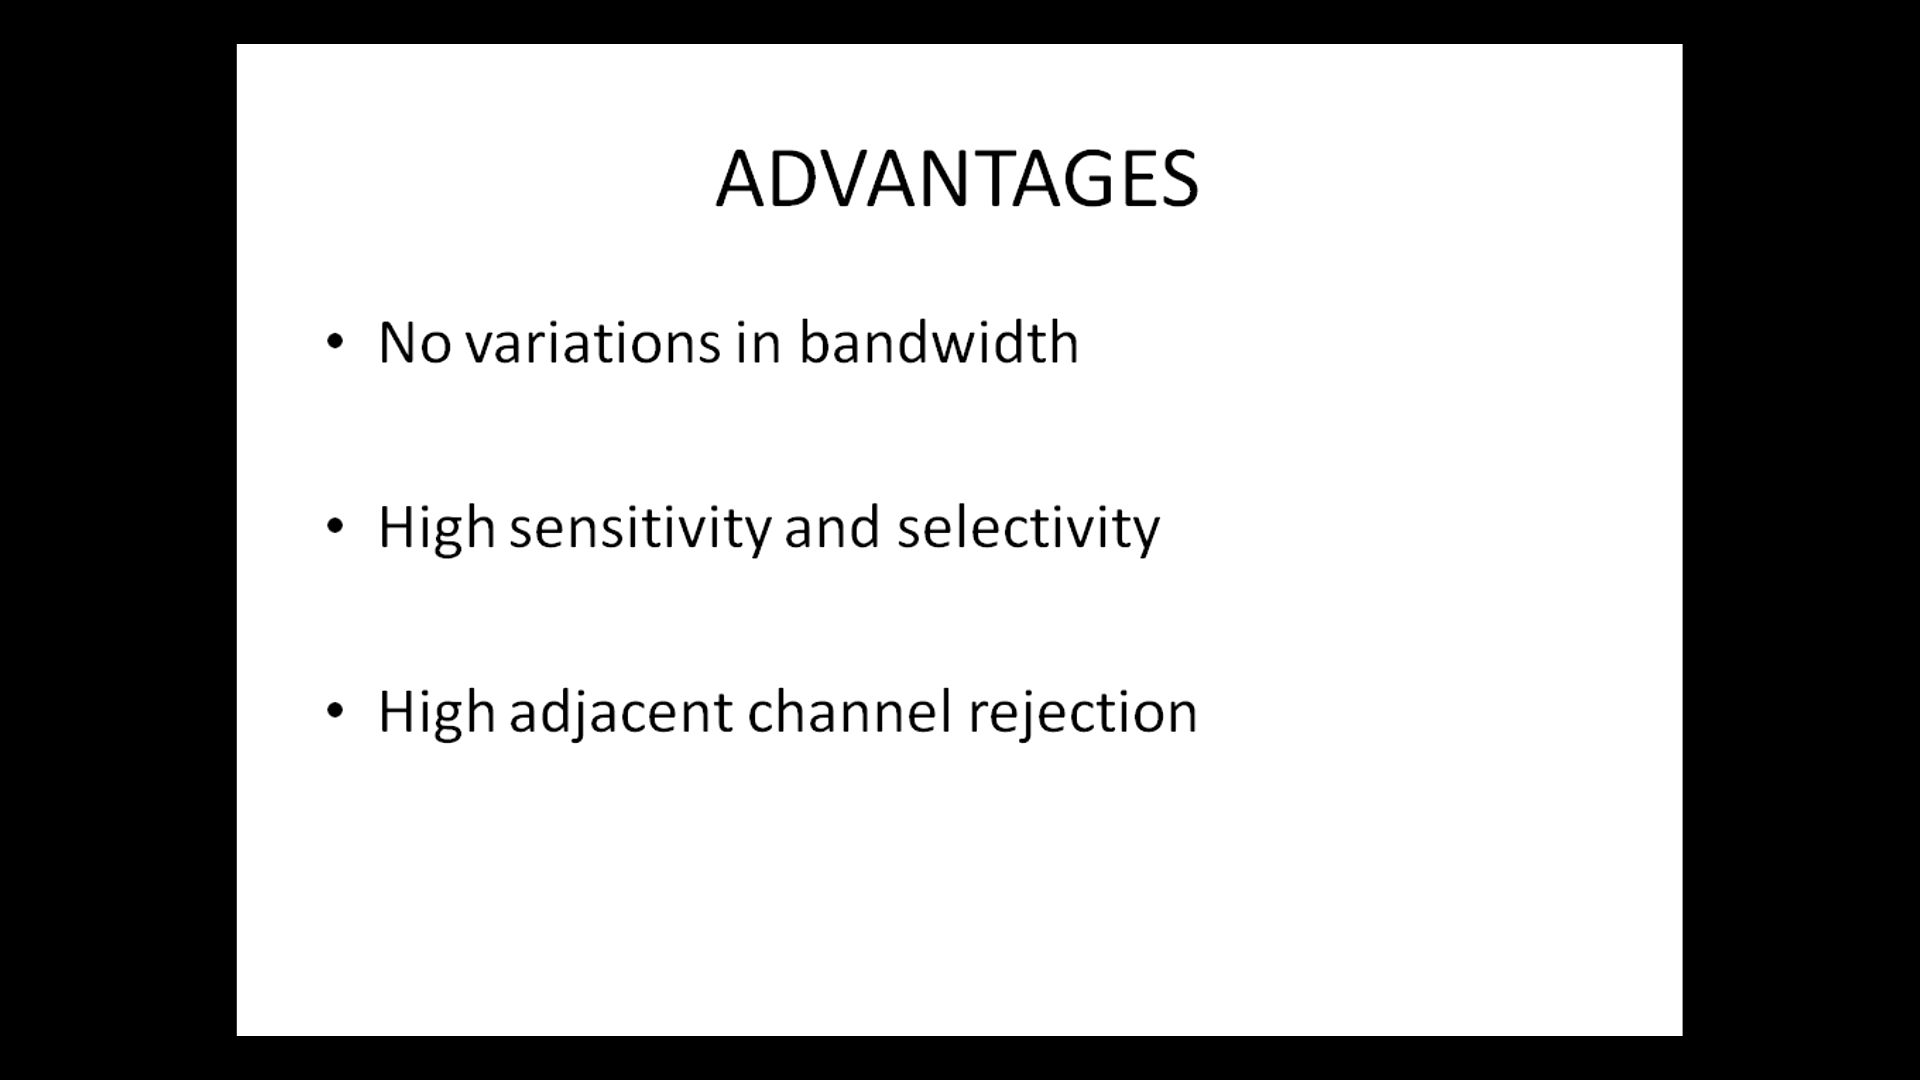 ADVANTAGES
• No variations in bandwidth
• High sensitivity and selectivity
• High adjacent channel rejection